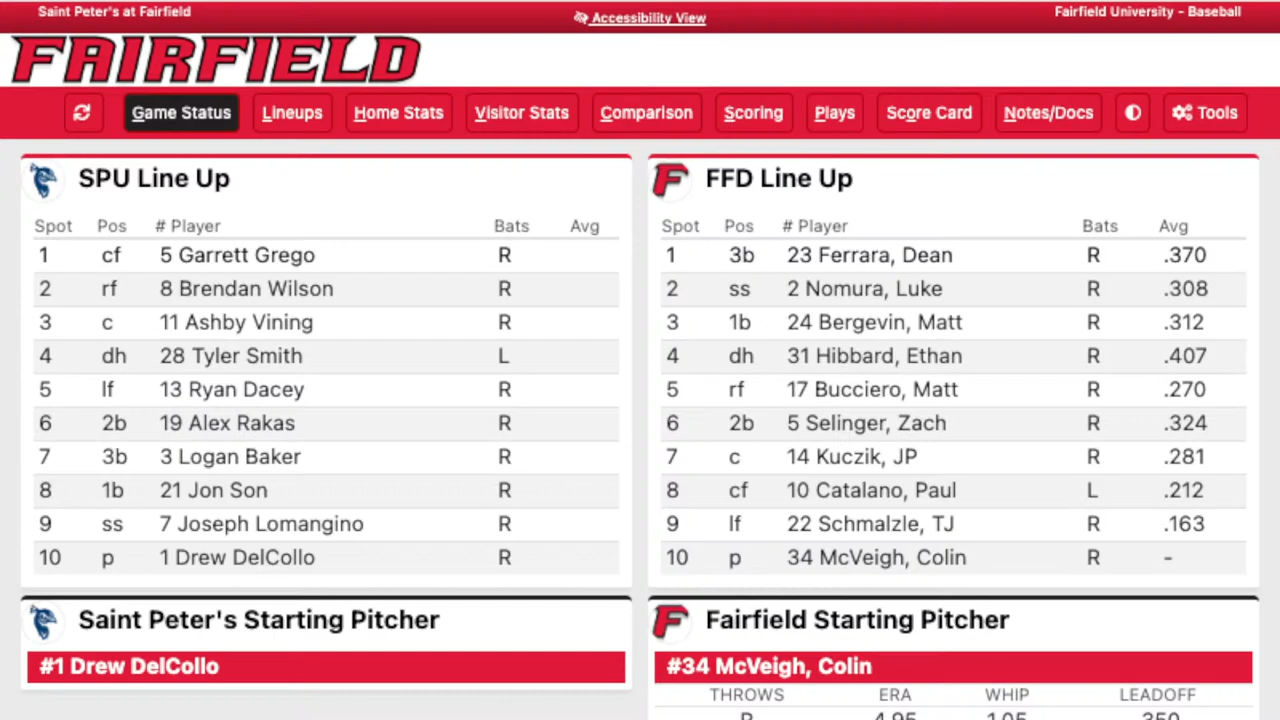 Saint Peter's at Fairfield
Accessibility View
Fairfield University - Baseball
FAIRFIELD
Game Status Lineups Home Stats Visitor Stats Comparison Scoring Plays Score Card Notes/Docs Tools
SPU Line Up
Spot Pos # Player Bats Avg
1 cf 5 Garrett Grego R
2 rf 8 Brendan Wilson R
3 c 11 Ashby Vining R
4 dh 28 Tyler Smith L
5 lf 13 Ryan Dacey R
6 2b 19 Alex Rakas R
7 3b 3 Logan Baker R
8 1b 21 Jon Son R
9 ss 7 Joseph Lomangino R
10 p 1 Drew DelCollo R
F FFD Line Up
Spot Pos # Player Bats Avg
1 3b 23 Ferrara, Dean R .370
2 ss 2 Nomura, Luke R .308
3 1b 24 Bergevin, Matt R .312
4 dh 31 Hibbard, Ethan R .407
5 rf 17 Bucciero, Matt R .270
6 2b 5 Selinger, Zach R .324
7 c 14 Kuczik, JP R .281
8 cf 10 Catalano, Paul L .212
9 lf 22 Schmalzle, TJ R .163
10 p 34 McVeigh, Colin R -
Saint Peter's Starting Pitcher
#1 Drew DelCollo
F Fairfield Starting Pitcher
#34 McVeigh, Colin
THROWS ERA WHIP LEADOFF
R 4.95 1.05 .350